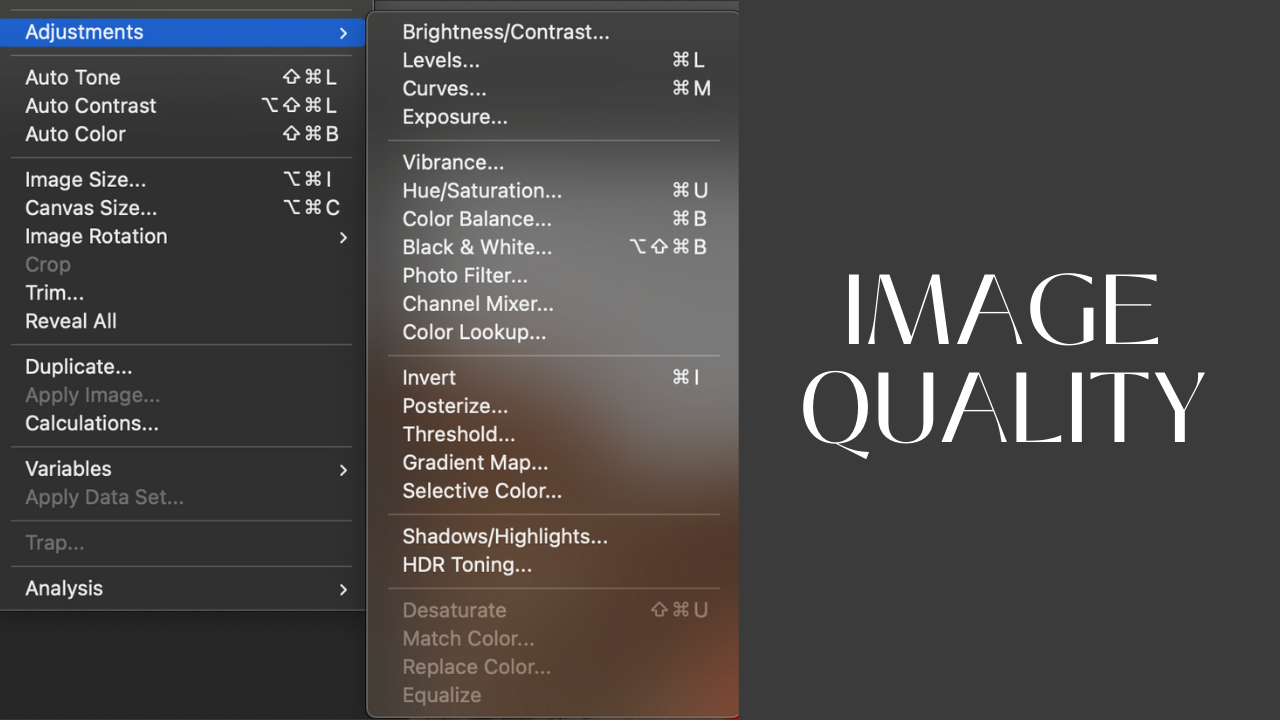 Adjustments
Auto Tone ⇧⌘L
Auto Contrast ⌥⇧⌘L
Auto Color ⇧⌘B
Image Size... ⌥⌘I
Canvas Size... ⌥⌘C
Image Rotation
Crop
Trim...
Reveal All
Duplicate...
Apply Image...
Calculations...
Variables
Apply Data Set...
Trap...
Analysis
Brightness/Contrast...
Levels... ⌘L
Curves... ⌘M
Exposure...
Vibrance...
Hue/Saturation... ⌘U
Color Balance... ⌘B
Black & White... ⌥⇧⌘B
Photo Filter...
Channel Mixer...
Color Lookup...
Invert ⌘I
Posterize...
Threshold...
Gradient Map...
Selective Color...
Shadows/Highlights...
HDR Toning...
Desaturate ⇧⌘U
Match Color...
Replace Color...
Equalize
IMAGE
QUALITY